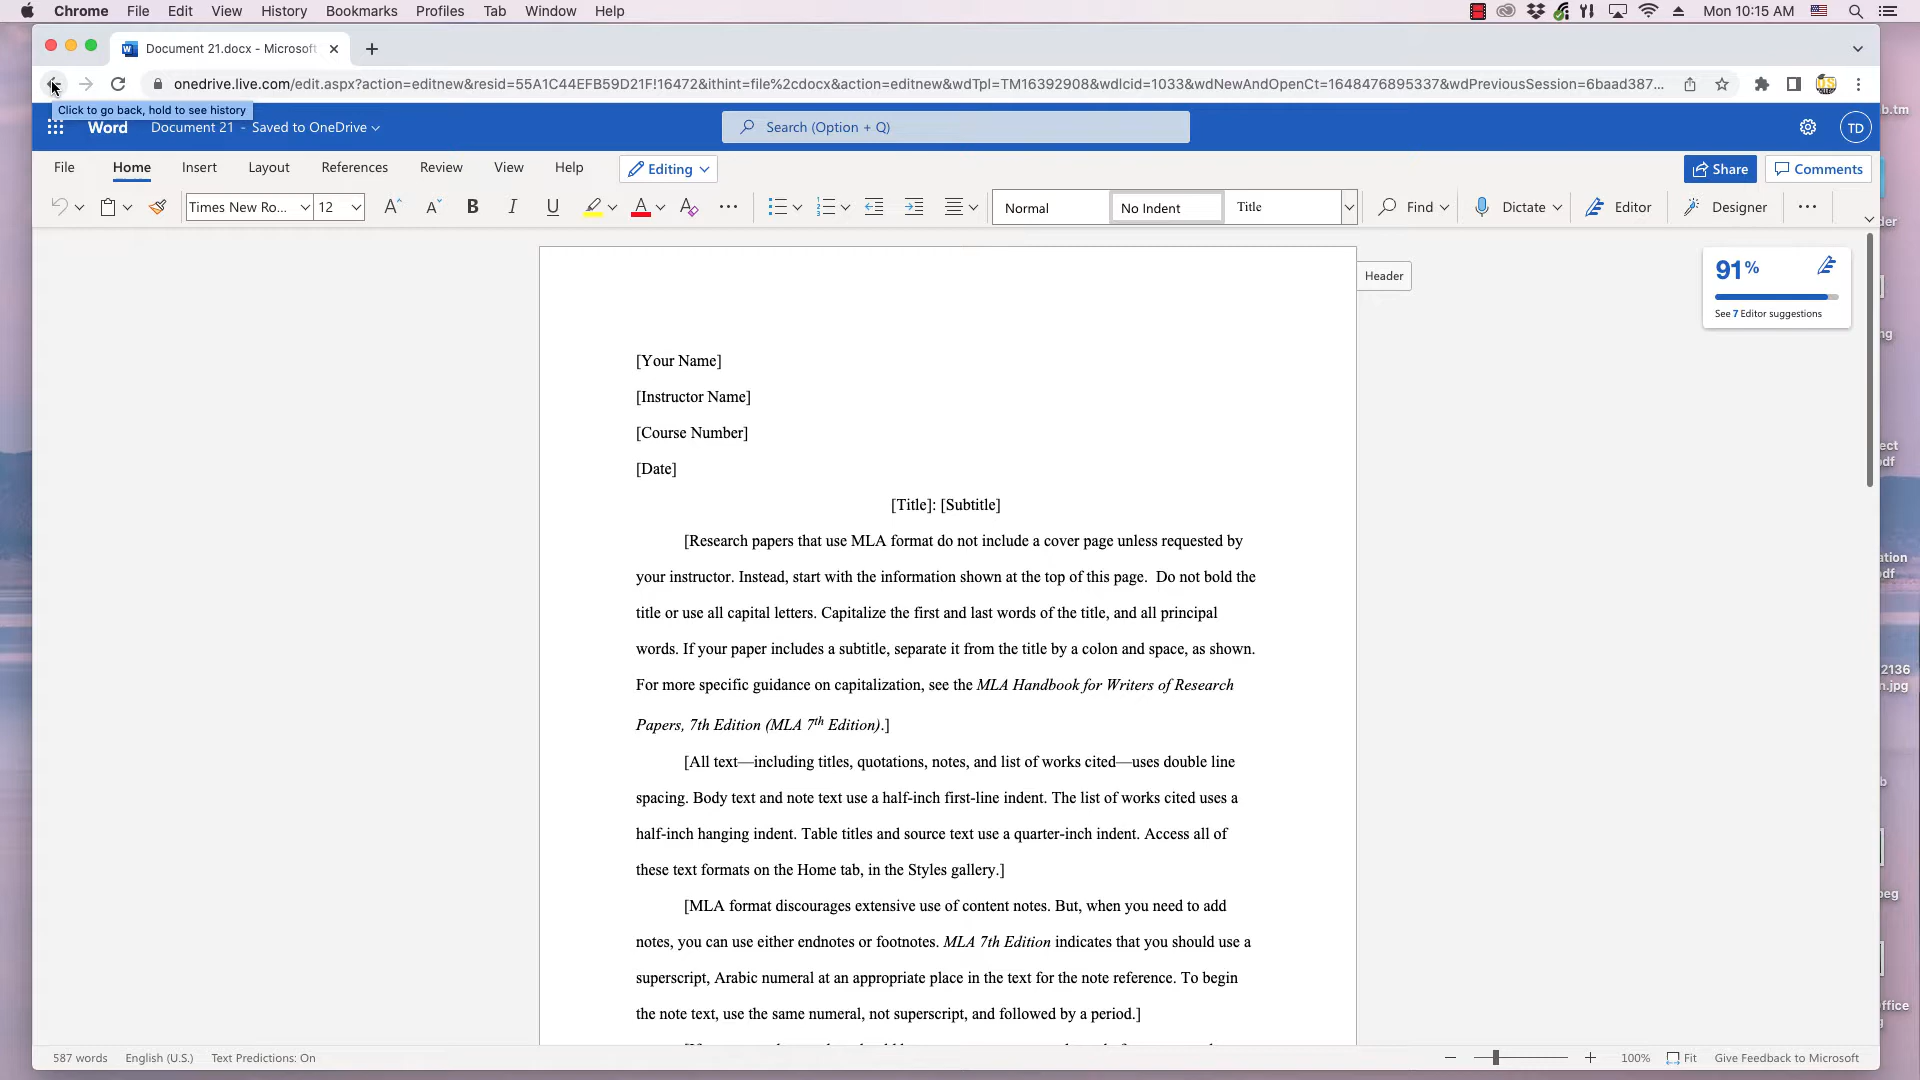 Chrome File Edit View History Bookmarks Profiles Tab Window Help
Mon 10:15 AM
Document 21.docx - Microsoft
onedrive.live.com/edit.aspx?action=editnew&resid=55A1C44EFB59D21F!16472&ithint=file%2cdocx&action=editnew&wdTpl=TM16392908&wdlcid=1033&wdNewAndOpenCt=1648476895337&wdPreviousSession=6baad387...
Click to go back, hold to see history
Word Document 21 - Saved to OneDrive
Search (Option + Q)
TD
File Home Insert Layout References Review View Help Editing
Share Comments
Times New Ro... 12
Normal No Indent Title
Find Dictate Editor Designer
Header
91%
See 7 Editor suggestions
[Your Name]
[Instructor Name]
[Course Number]
[Date]
[Title]: [Subtitle]
[Research papers that use MLA format do not include a cover page unless requested by
your instructor. Instead, start with the information shown at the top of this page.  Do not bold the
title or use all capital letters. Capitalize the first and last words of the title, and all principal
words. If your paper includes a subtitle, separate it from the title by a colon and space, as shown.
For more specific guidance on capitalization, see the MLA Handbook for Writers of Research
Papers, 7th Edition (MLA 7th Edition).]
[All text—including titles, quotations, notes, and list of works cited—uses double line
spacing. Body text and note text use a half-inch first-line indent. The list of works cited uses a
half-inch hanging indent. Table titles and source text use a quarter-inch indent. Access all of
these text formats on the Home tab, in the Styles gallery.]
[MLA format discourages extensive use of content notes. But, when you need to add
notes, you can use either endnotes or footnotes. MLA 7th Edition indicates that you should use a
superscript, Arabic numeral at an appropriate place in the text for the note reference. To begin
the note text, use the same numeral, not superscript, and followed by a period.]
587 words English (U.S.) Text Predictions: On
100% Fit Give Feedback to Microsoft